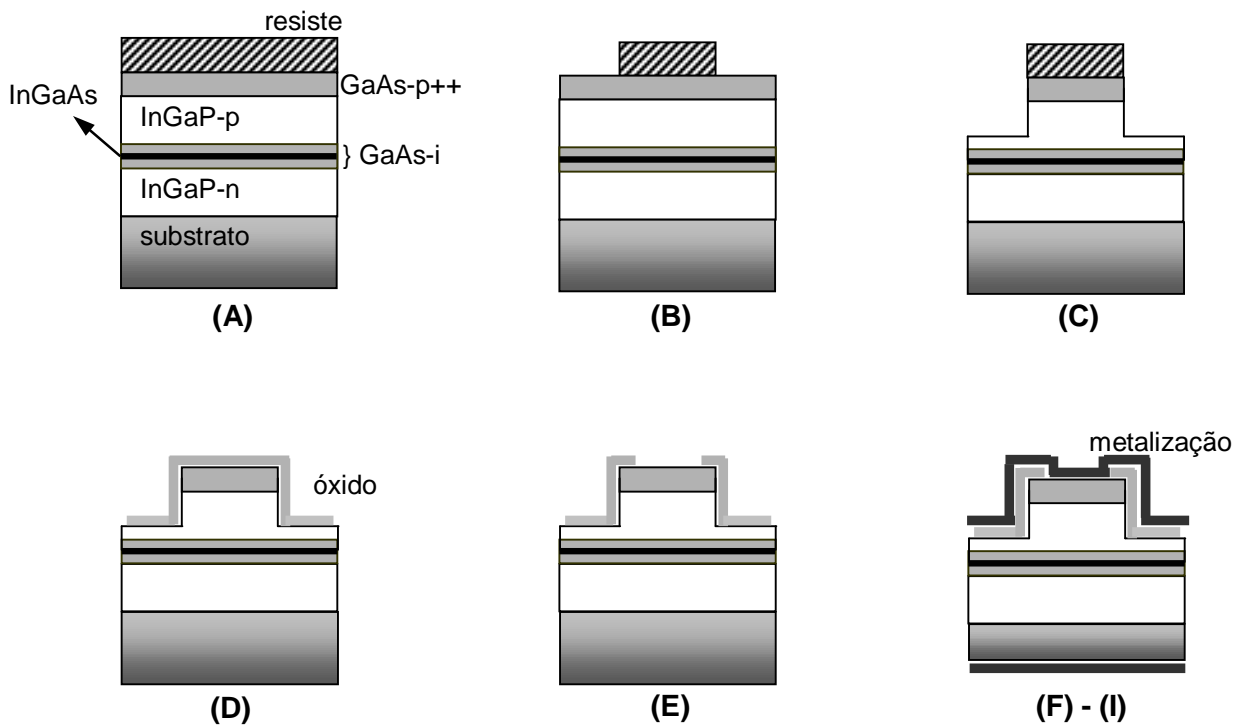 resiste
InGaAs
GaAs-p++
InGaP-p
} GaAs-i
InGaP-n
substrato
(A)
(B)
(C)
óxido
metalização
(D)
(E)
(F) - (I)